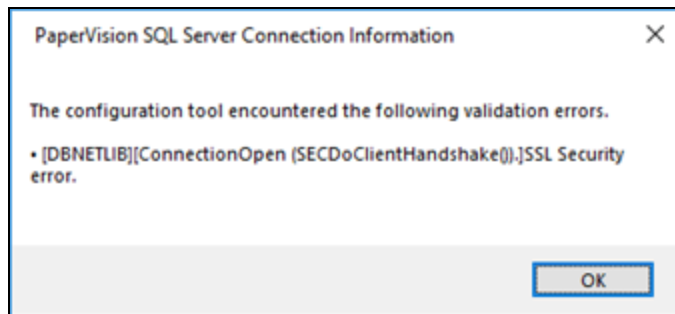 PaperVision SQL Server Connection Information
The configuration tool encountered the following validation errors.
• [DBNETLIB][ConnectionOpen (SECDoClientHandshake()).]SSL Security
error.
OK